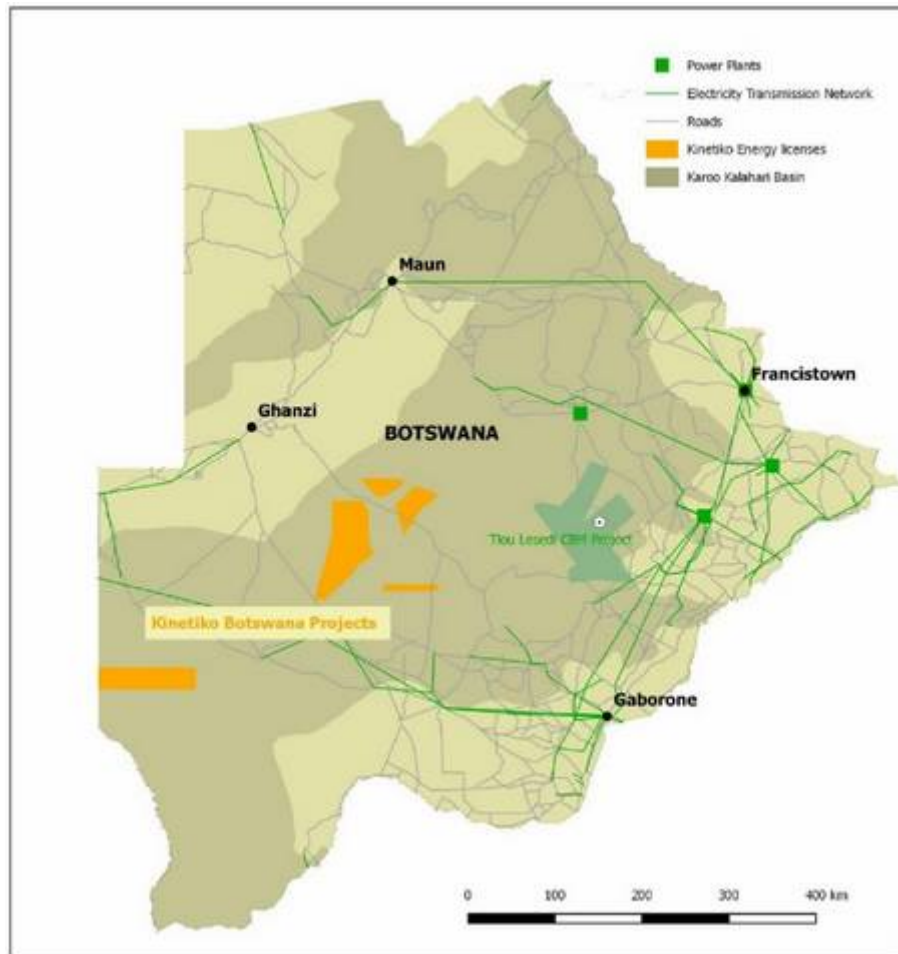 Power Plants
Electricity Transmission Network
Roads
Kinetiko Energy licenses
Karoo Kalahari Basin
Maun
Francistown
Ghanzi
BOTSWANA
Tlou Lesedi CBM Project
Kinetiko Botswana Projects
Gaborone
0 100 200 300 400 km